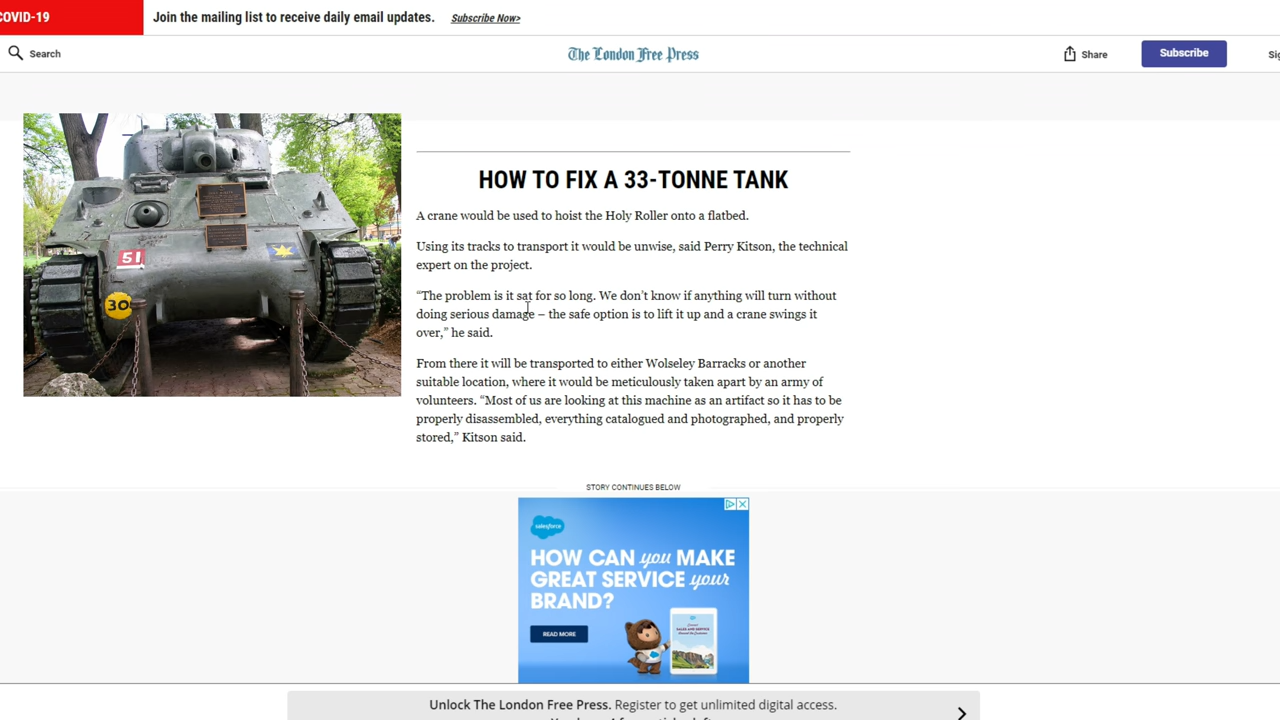 COVID-19
Join the mailing list to receive daily email updates. Subscribe Now>
Search
The London Free Press
Share
Subscribe
HOW TO FIX A 33-TONNE TANK
A crane would be used to hoist the Holy Roller onto a flatbed.
Using its tracks to transport it would be unwise, said Perry Kitson, the technical
expert on the project.
“The problem is it sat for so long. We don’t know if anything will turn without
doing serious damage – the safe option is to lift it up and a crane swings it
over,” he said.
From there it will be transported to either Wolseley Barracks or another
suitable location, where it would be meticulously taken apart by an army of
volunteers. “Most of us are looking at this machine as an artifact so it has to be
properly disassembled, everything catalogued and photographed, and properly
stored,” Kitson said.
51
30
STORY CONTINUES BELOW
salesforce
HOW CAN you MAKE
GREAT SERVICE your
BRAND?
READ MORE
Unlock The London Free Press. Register to get unlimited digital access.